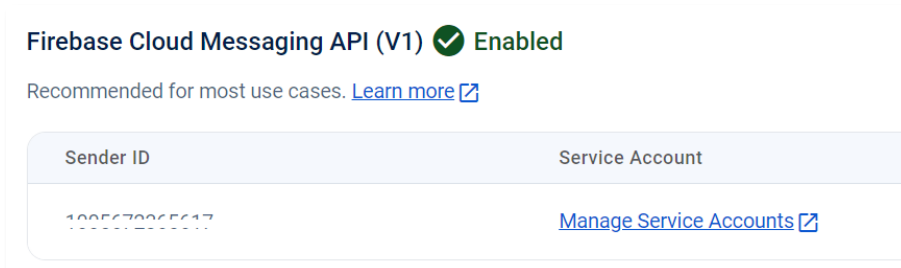 Firebase Cloud Messaging API (V1) Enabled
Recommended for most use cases. Learn more
Sender ID
Service Account
Manage Service Accounts